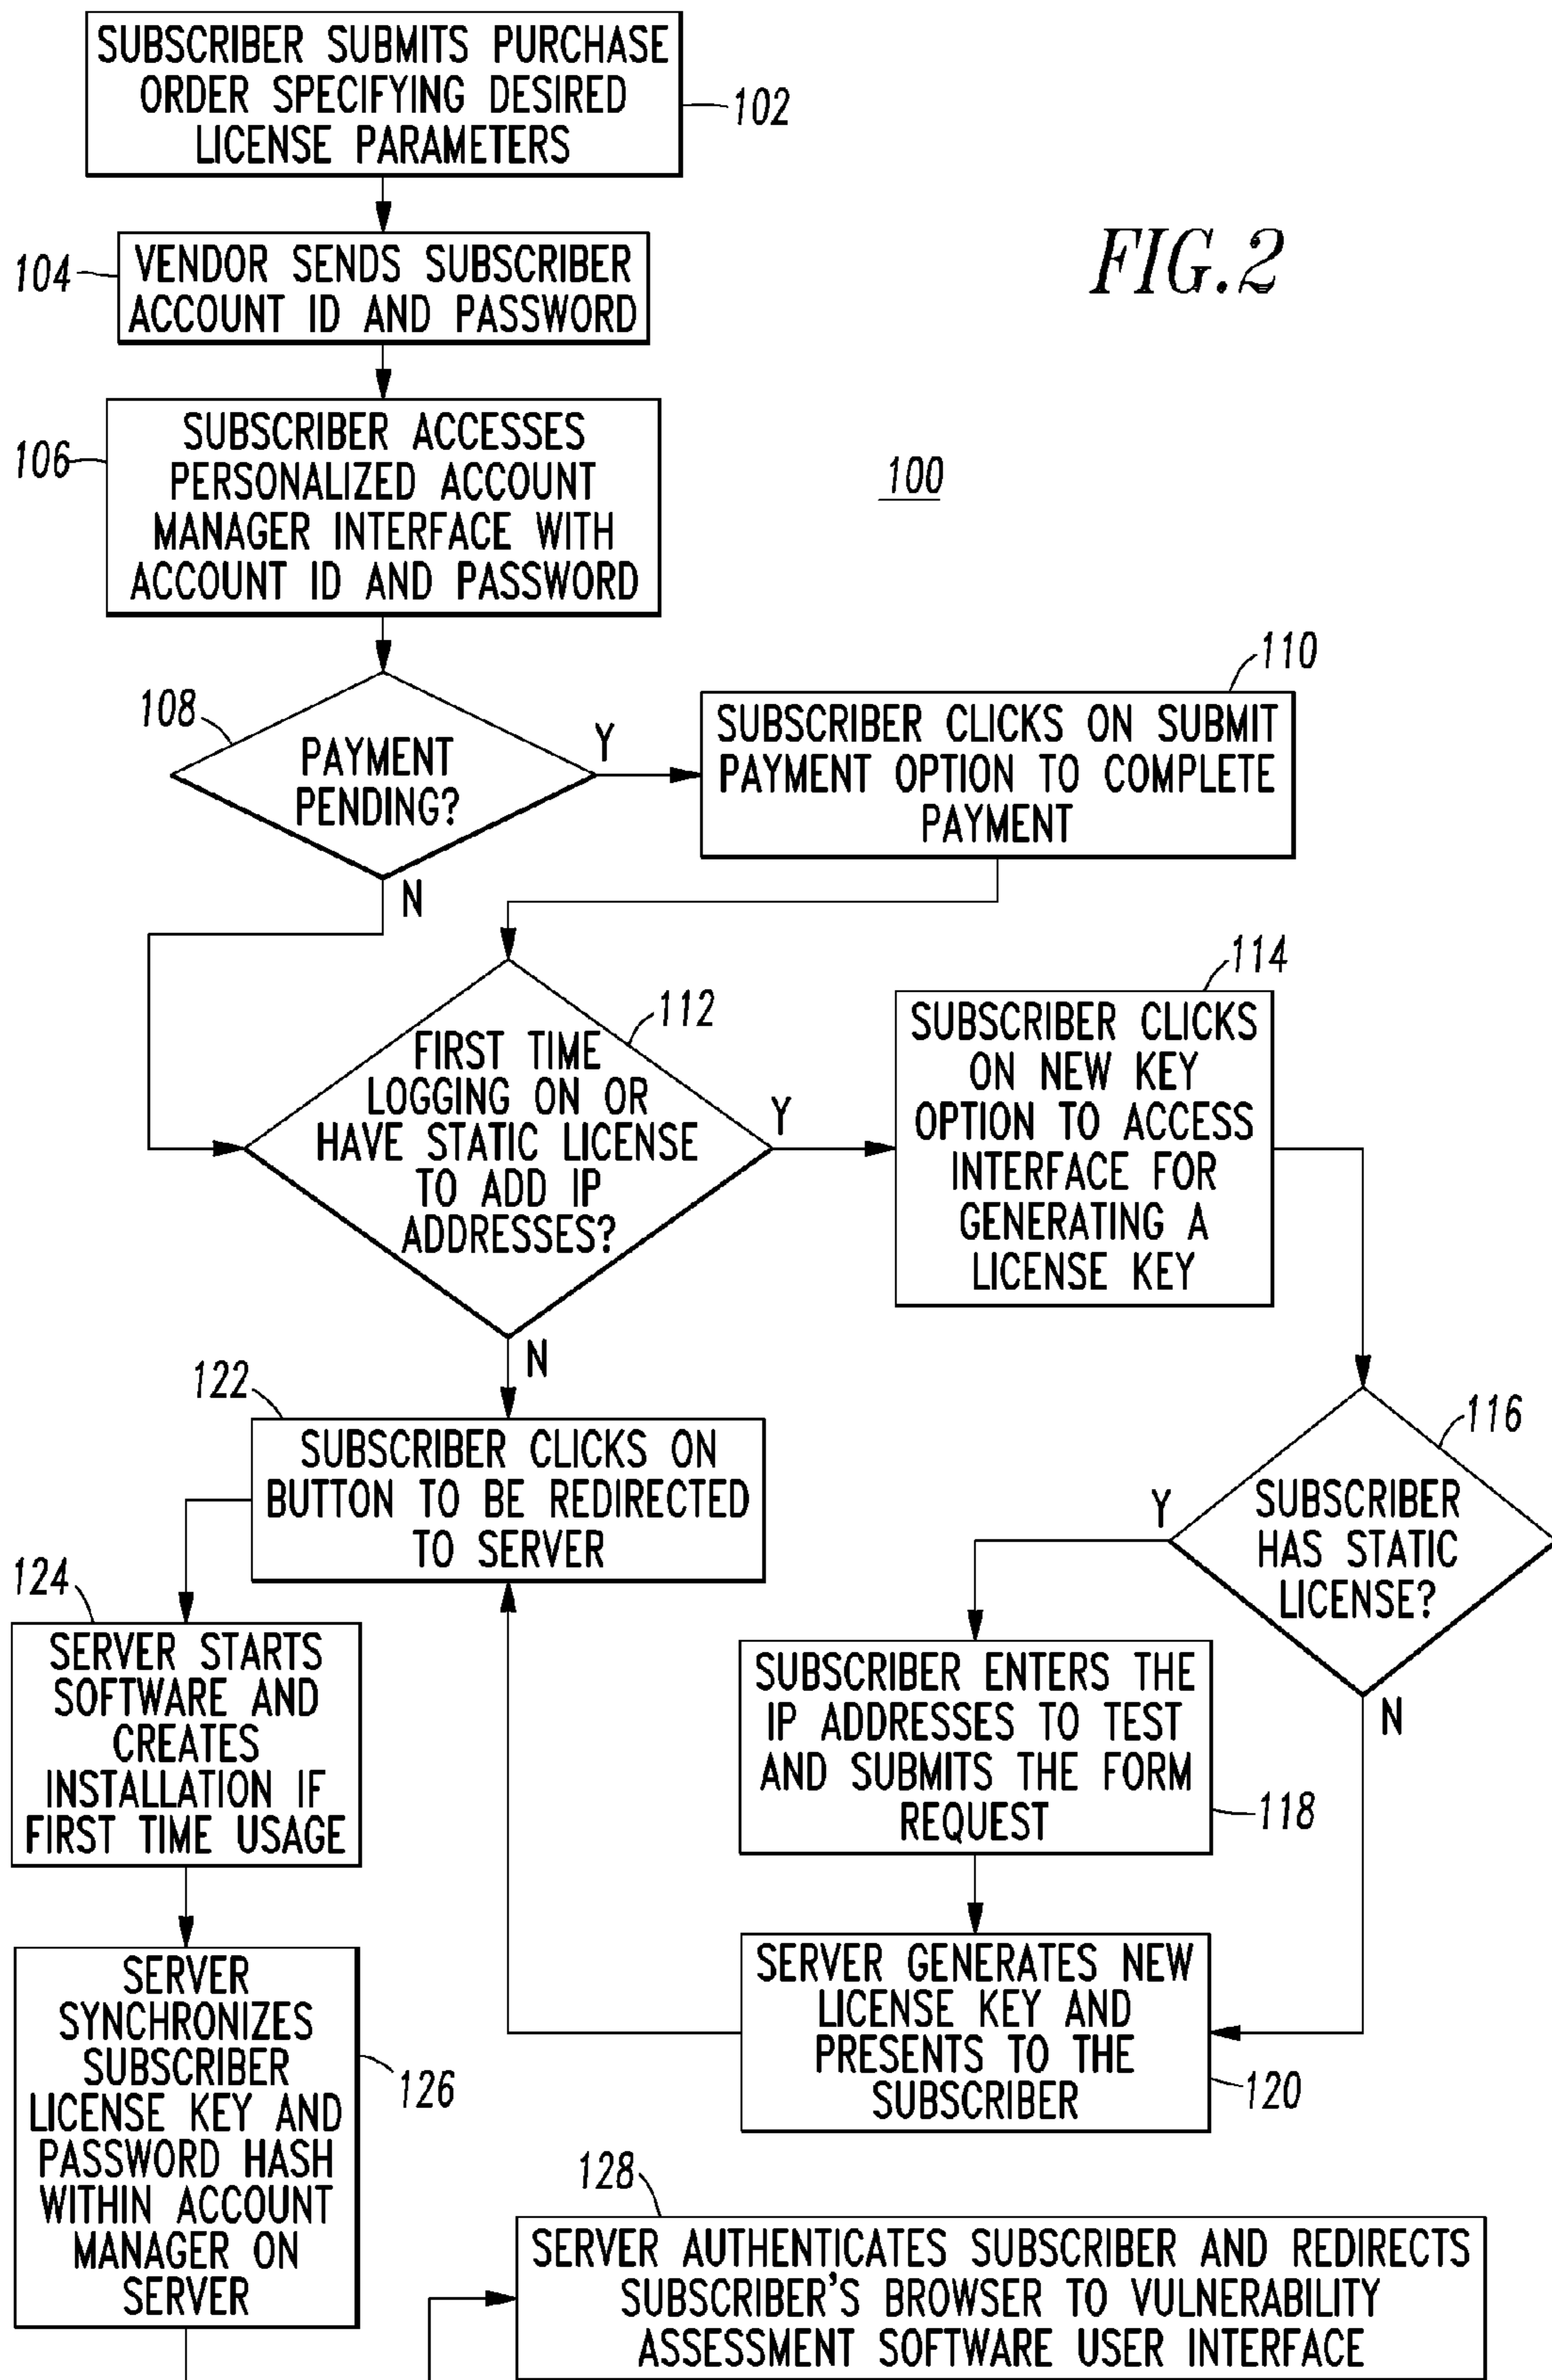 SUBSCRIBER SUBMITS PURCHASE
ORDER SPECIFYING DESIRED
LICENSE PARAMETERS
102
FIG.2
104
VENDOR SENDS SUBSCRIBER
ACCOUNT ID AND PASSWORD
106
SUBSCRIBER ACCESSES
PERSONALIZED ACCOUNT
MANAGER INTERFACE WITH
ACCOUNT ID AND PASSWORD
100
108
PAYMENT
PENDING?
Y
N
110
SUBSCRIBER CLICKS ON SUBMIT
PAYMENT OPTION TO COMPLETE
PAYMENT
112
FIRST TIME
LOGGING ON OR
HAVE STATIC LICENSE
TO ADD IP
ADDRESSES?
Y
N
114
SUBSCRIBER CLICKS
ON NEW KEY
OPTION TO ACCESS
INTERFACE FOR
GENERATING A
LICENSE KEY
116
SUBSCRIBER
HAS STATIC
LICENSE?
Y
N
122
SUBSCRIBER CLICKS ON
BUTTON TO BE REDIRECTED
TO SERVER
118
SUBSCRIBER ENTERS THE
IP ADDRESSES TO TEST
AND SUBMITS THE FORM
REQUEST
124
SERVER STARTS
SOFTWARE AND
CREATES
INSTALLATION IF
FIRST TIME USAGE
SERVER GENERATES NEW
LICENSE KEY AND
PRESENTS TO THE
SUBSCRIBER
120
SERVER
SYNCHRONIZES
SUBSCRIBER
LICENSE KEY AND
PASSWORD HASH
WITHIN ACCOUNT
MANAGER ON
SERVER
126
128
SERVER AUTHENTICATES SUBSCRIBER AND REDIRECTS
SUBSCRIBER'S BROWSER TO VULNERABILITY
ASSESSMENT SOFTWARE USER INTERFACE